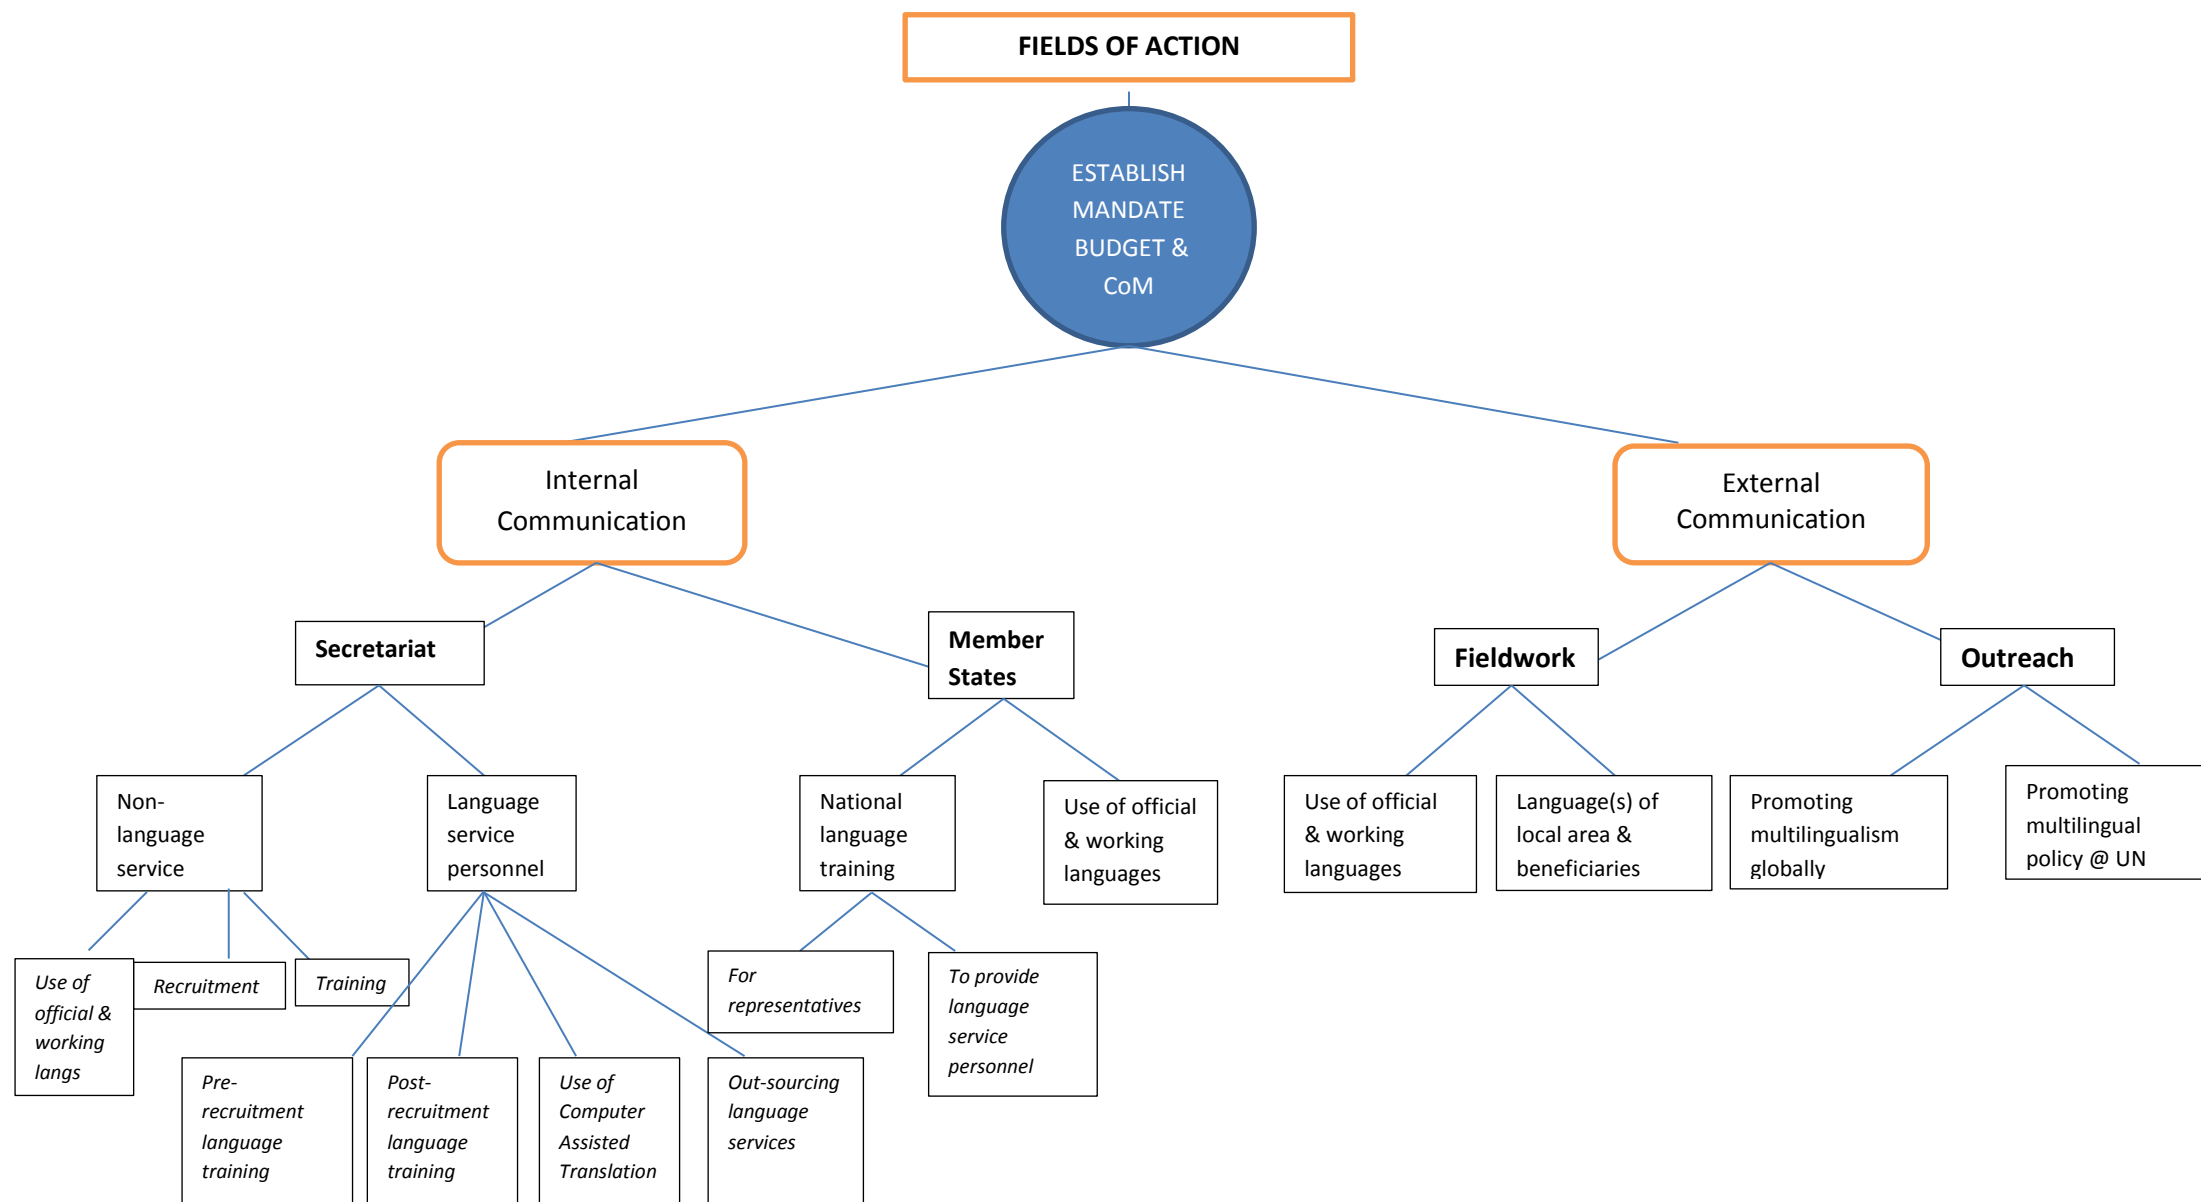 FIELDS OF ACTION
ESTABLISH
MANDATE
BUDGET &
CoM
Internal
Communication
External
Communication
Secretariat
Member
States
Fieldwork
Outreach
Non-
language
service
Language
service
personnel
National
language
training
Use of official
& working
languages
Use of official
& working
languages
Language(s) of
local area &
beneficiaries
Promoting
multilingualism
globally
Promoting
multilingual
policy @ UN
Use of
official &
working
langs
Recruitment
Training
For
representatives
To provide
language
service
personnel
Pre-
recruitment
language
training
Post-
recruitment
language
training
Use of
Computer
Assisted
Translation
Out-sourcing
language
services